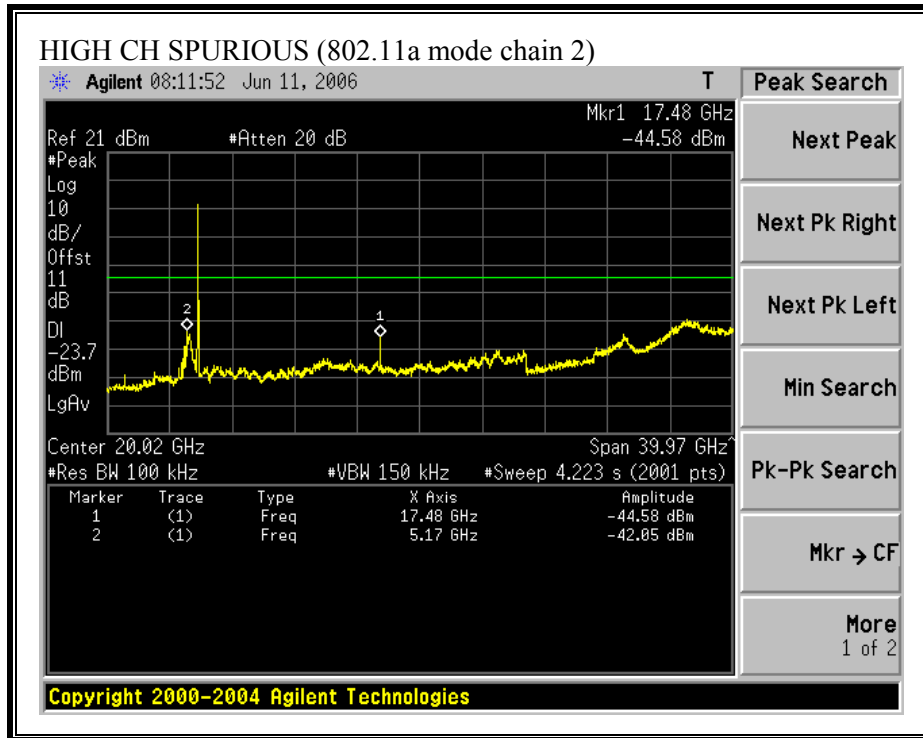 HIGH CH SPURIOUS (802.11a mode chain 2)
Agilent 08:11:52 Jun 11, 2006 T
Peak Search
Mkr1 17.48 GHz
Ref 21 dBm #Atten 20 dB -44.58 dBm
#Peak
Log
10
dB/
Offst
11
dB
DI
-23.7
dBm
LgAv
2
1
Center 20.02 GHz Span 39.97 GHz^
#Res BW 100 kHz #VBW 150 kHz #Sweep 4.223 s (2001 pts)
Marker Trace Type X Axis Amplitude
1 (1) Freq 17.48 GHz -44.58 dBm
2 (1) Freq 5.17 GHz -42.05 dBm
Next Peak
Next Pk Right
Next Pk Left
Min Search
Pk-Pk Search
Mkr → CF
More
1 of 2
Copyright 2000-2004 Agilent Technologies